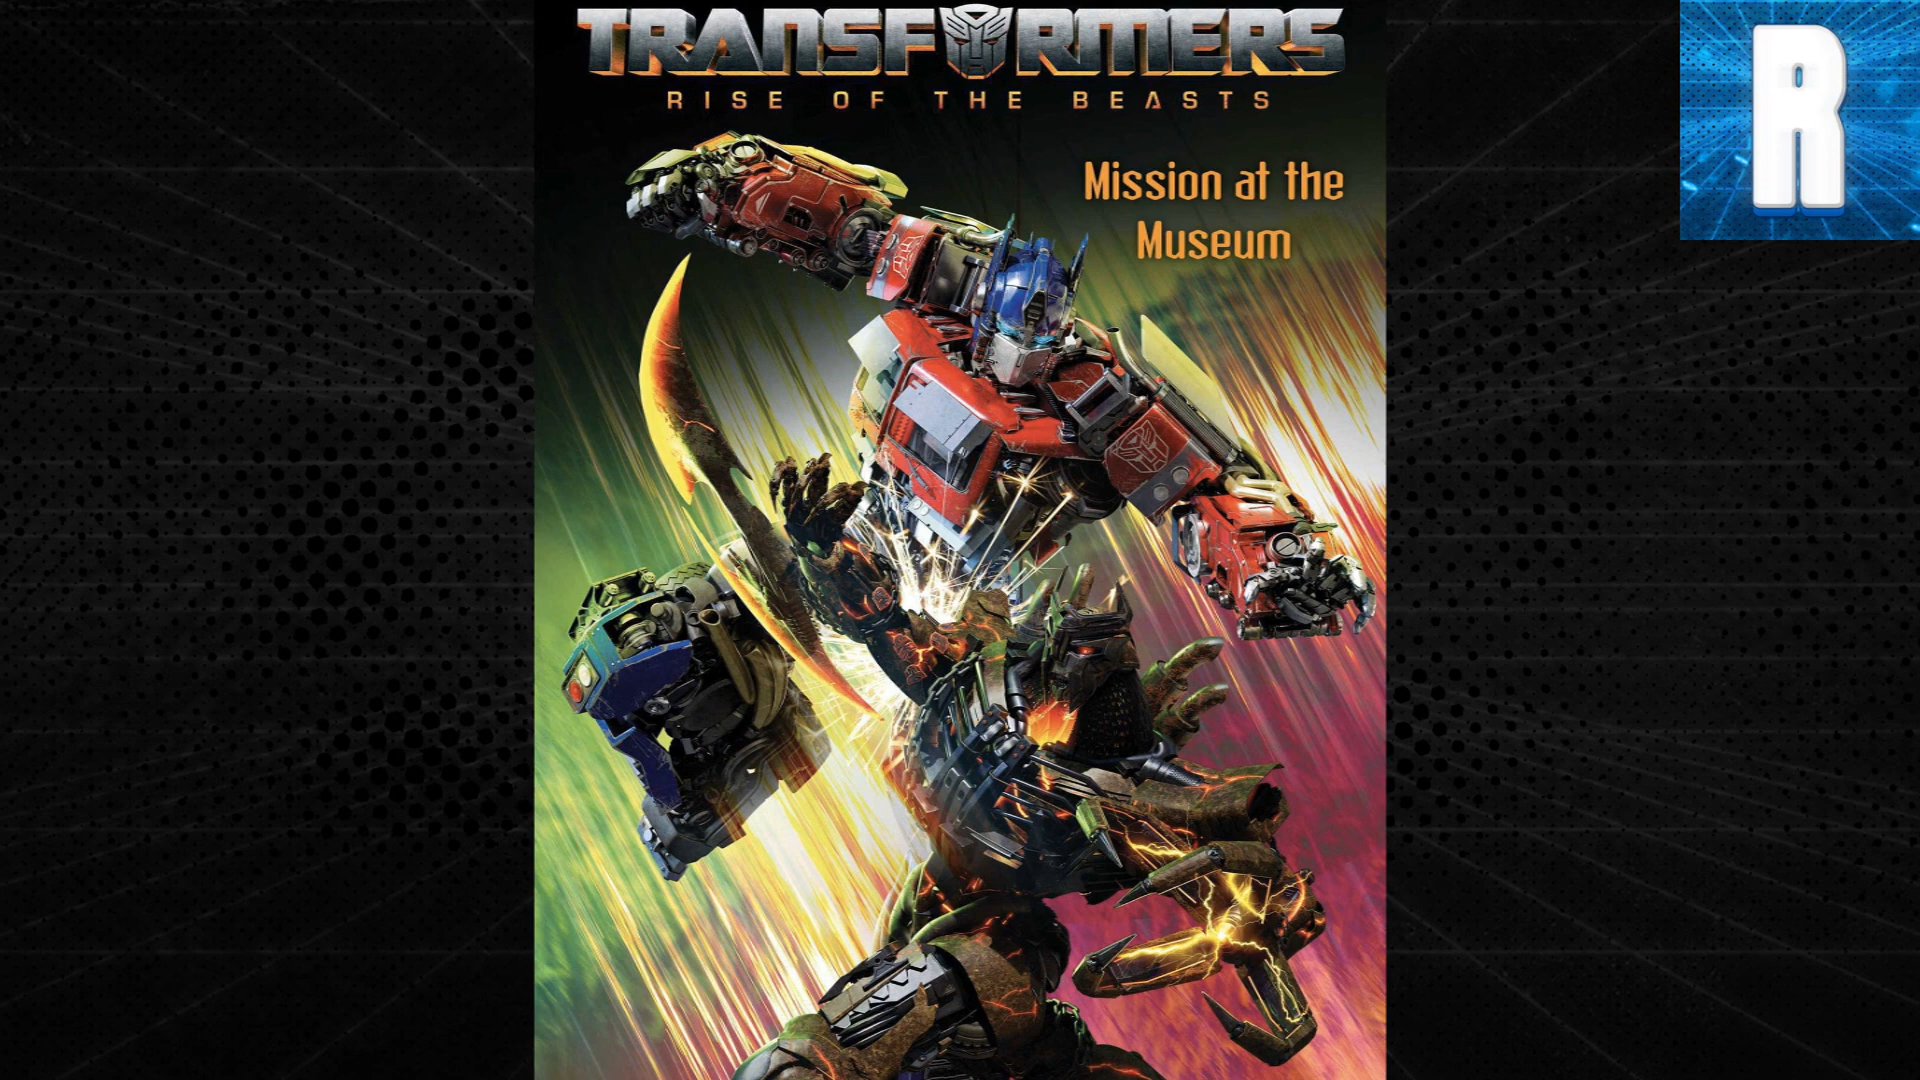 TRANSFORMERS
RISE OF THE BEASTS
Mission at the
Museum
R